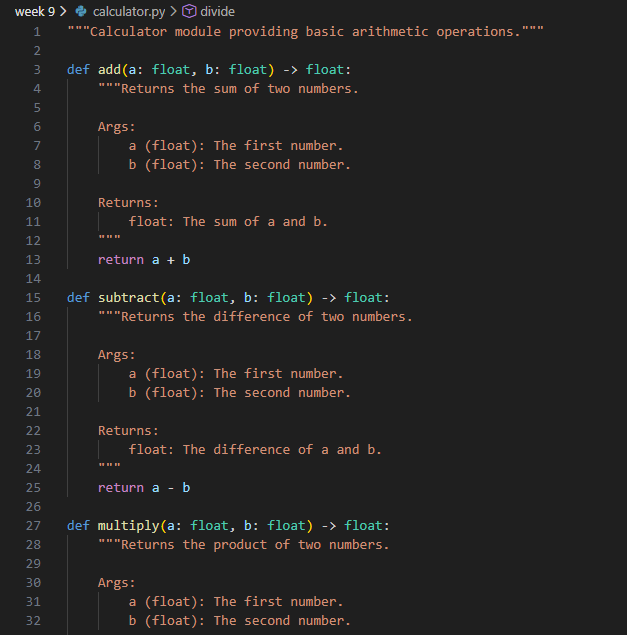 week 9 > calculator.py > divide
1 """Calculator module providing basic arithmetic operations."""
2
3 def add(a: float, b: float) -> float:
4     """Returns the sum of two numbers.
5
6     Args:
7         a (float): The first number.
8         b (float): The second number.
9
10     Returns:
11         float: The sum of a and b.
12     """
13     return a + b
14
15 def subtract(a: float, b: float) -> float:
16     """Returns the difference of two numbers.
17
18     Args:
19         a (float): The first number.
20         b (float): The second number.
21
22     Returns:
23         float: The difference of a and b.
24     """
25     return a - b
26
27 def multiply(a: float, b: float) -> float:
28     """Returns the product of two numbers.
29
30     Args:
31         a (float): The first number.
32         b (float): The second number.